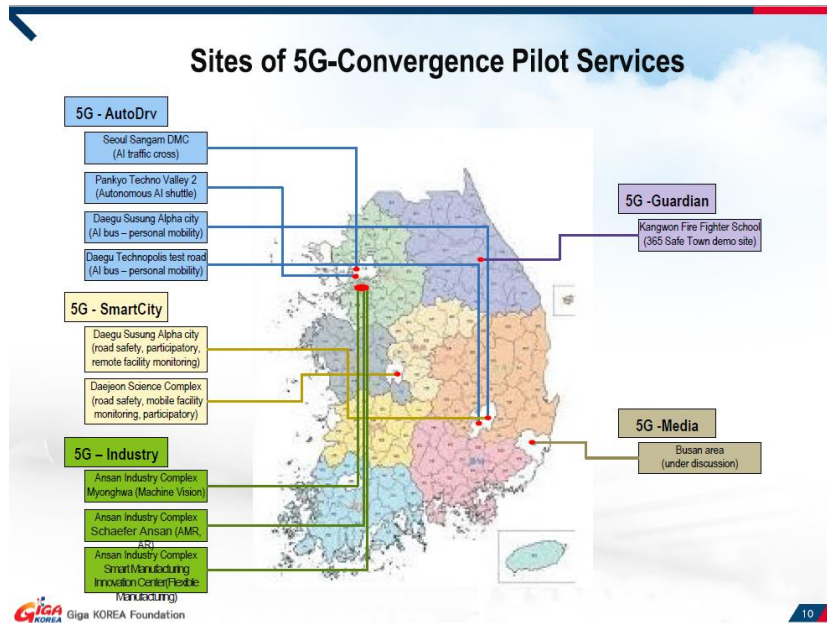 Sites of 5G-Convergence Pilot Services
5G - AutoDrv
Seoul Sangam DMC
(AI traffic cross)
Pankyo Techno Valley 2
(Autonomous AI shuttle)
Daegu Susung Alpha city
(AI bus – personal mobility)
Daegu Technopolis test road
(AI bus – personal mobility)
5G - SmartCity
Daegu Susung Alpha city
(road safety, participatory,
remote facility monitoring)
Daejeon Science Complex
(road safety, mobile facility
monitoring, participatory)
5G – Industry
Ansan Industry Complex
Myonghwa (Machine Vision)
Ansan Industry Complex
Schaefer Ansan (AMR,
AR)
Ansan Industry Complex
Smart Manufacturing
Innovation Center(Flexible
Manufacturing)
5G -Guardian
Kangwon Fire Fighter School
(365 Safe Town demo site)
5G -Media
Busan area
(under discussion)
GIGA
KOREA
Giga KOREA Foundation
10